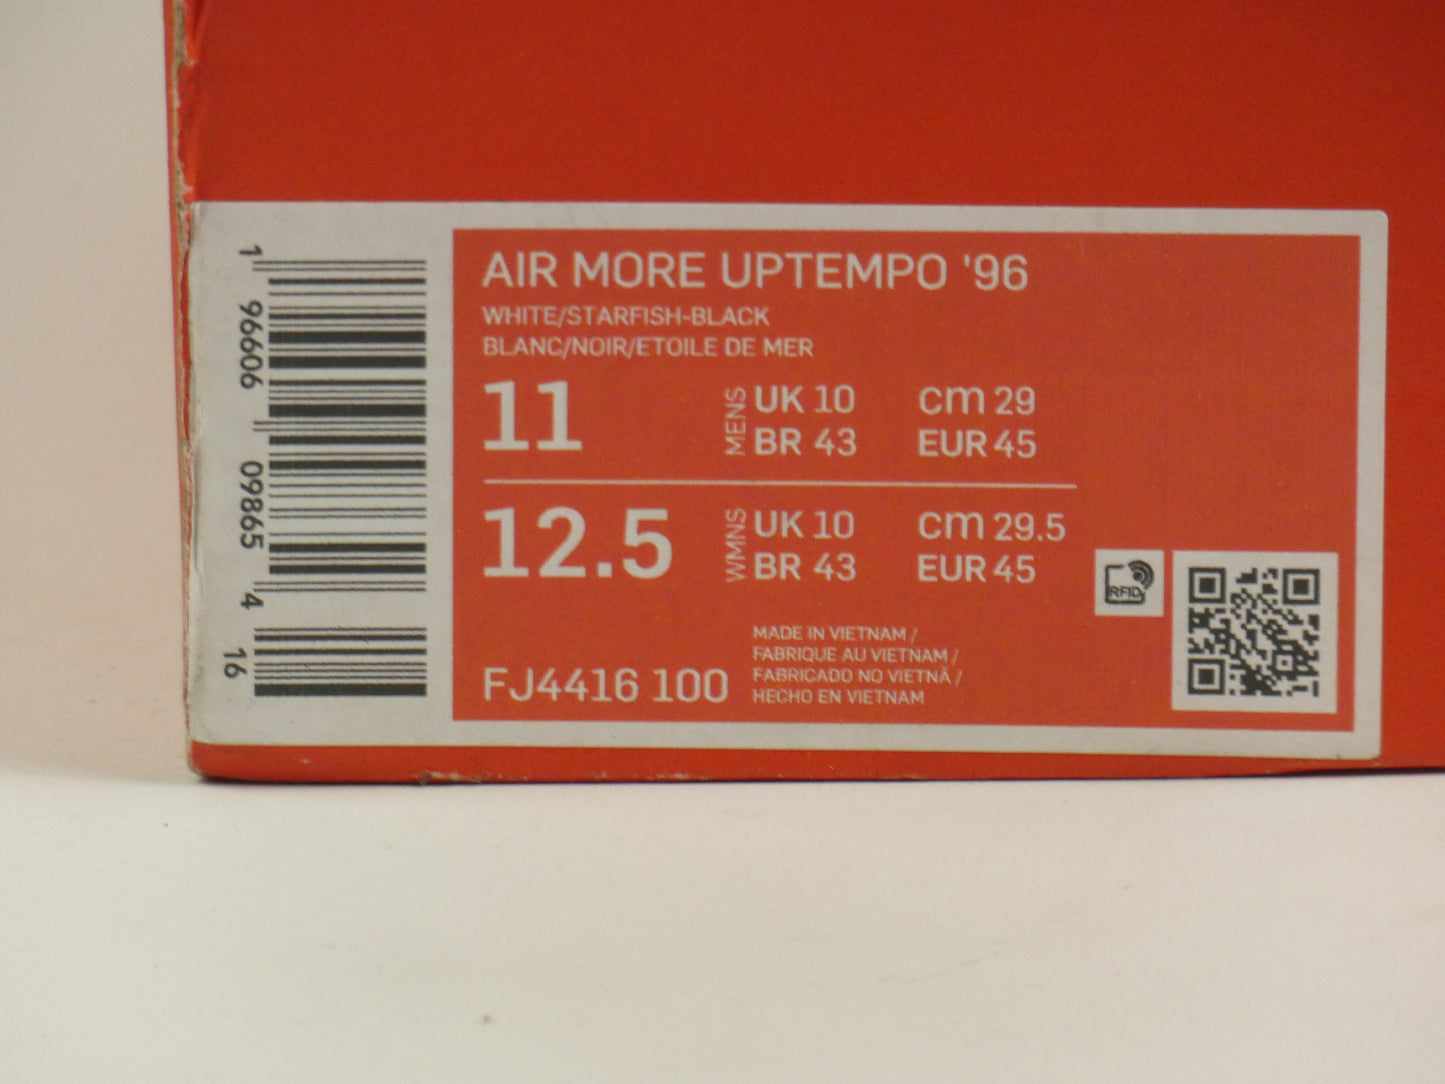 1 96606 09865 4 16
AIR MORE UPTEMPO '96
WHITE/STARFISH-BLACK
BLANC/NOIR/ETOILE DE MER
11 MENS UK 10 cm 29
BR 43 EUR 45
12.5 WMNS UK 10 cm 29.5
BR 43 EUR 45
RFID
FJ4416 100
MADE IN VIETNAM /
FABRIQUE AU VIETNAM /
FABRICADO NO VIETNÃ /
HECHO EN VIETNAM